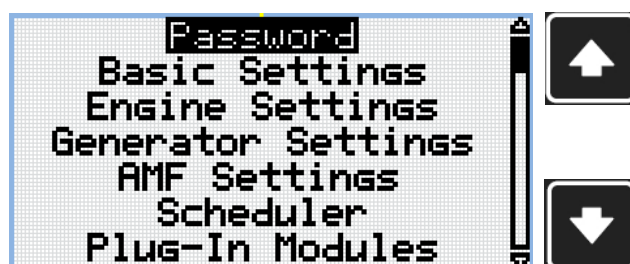 Password
Basic Settings
Engine Settings
Generator Settings
AMF Settings
Scheduler
Plug-In Modules